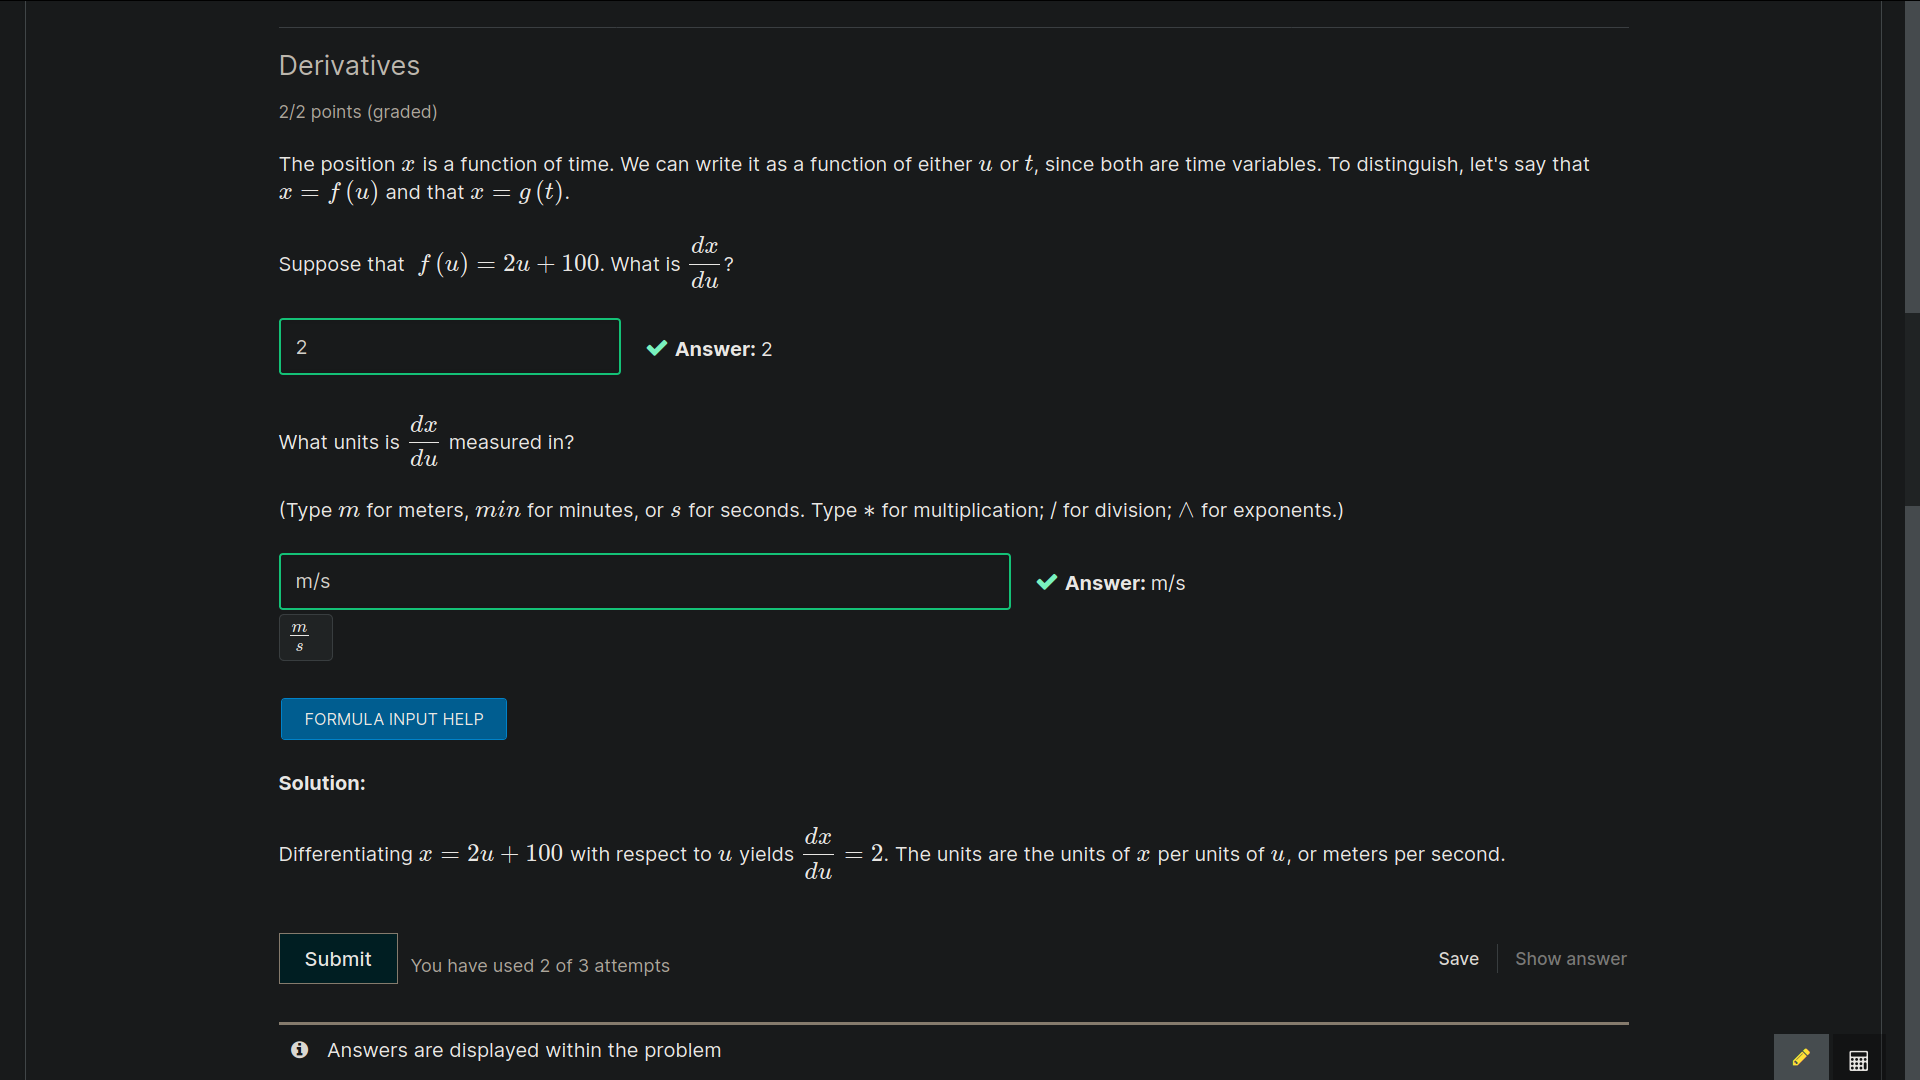 Derivatives
2/2 points (graded)
The position x is a function of time. We can write it as a function of either u or t, since both are time variables. To distinguish, let's say that
x = f (u) and that x = g (t).
Suppose that f (u) = 2u + 100. What is dx/du?
2
Answer: 2
What units is dx/du measured in?
(Type m for meters, min for minutes, or s for seconds. Type * for multiplication; / for division; ∧ for exponents.)
m/s
Answer: m/s
m/s
FORMULA INPUT HELP
Solution:
Differentiating x = 2u + 100 with respect to u yields dx/du = 2. The units are the units of x per units of u, or meters per second.
Submit
You have used 2 of 3 attempts
Save
Show answer
Answers are displayed within the problem